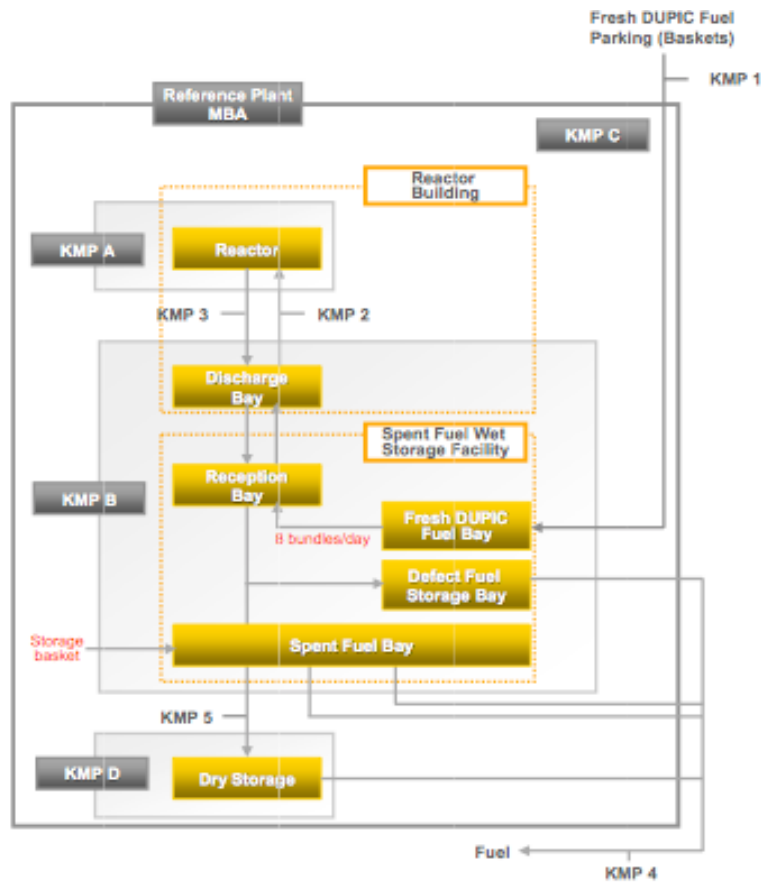 Fresh DUPIC Fuel
Parking (Baskets)
KMP 1
Reference Plant
MBA
KMP C
Reactor
Building
KMP A
Reactor
KMP 3
KMP 2
Discharge
Bay
Spent Fuel Wet
Storage Facility
Reception
Bay
KMP B
Fresh DUPIC
Fuel Bay
8 bundles/day
Defect Fuel
Storage Bay
Storage
basket
Spent Fuel Bay
KMP 5
KMP D
Dry Storage
Fuel
KMP 4